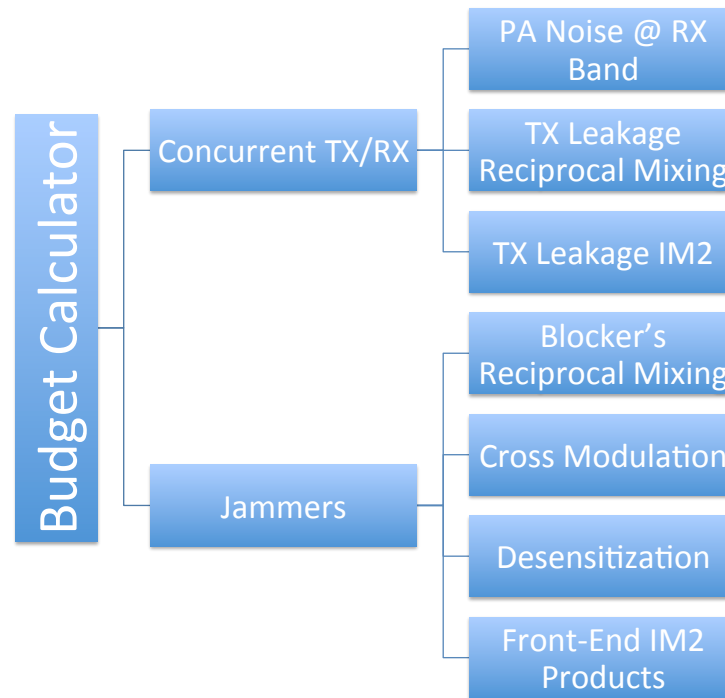 Budget Calculator
Concurrent TX/RX
PA Noise @ RX
Band
TX Leakage
Reciprocal Mixing
TX Leakage IM2
Jammers
Blocker’s
Reciprocal Mixing
Cross Modulation
Desensitization
Front-End IM2
Products